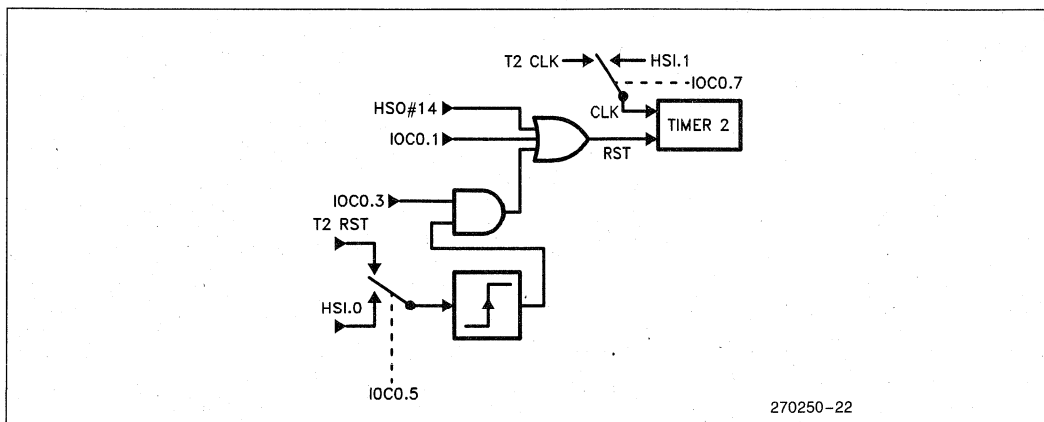 T2 CLK
HSI.1
IOC0.7
HSO#14
CLK
TIMER 2
IOC0.1
RST
IOC0.3
T2 RST
HSI.0
IOC0.5
270250-22